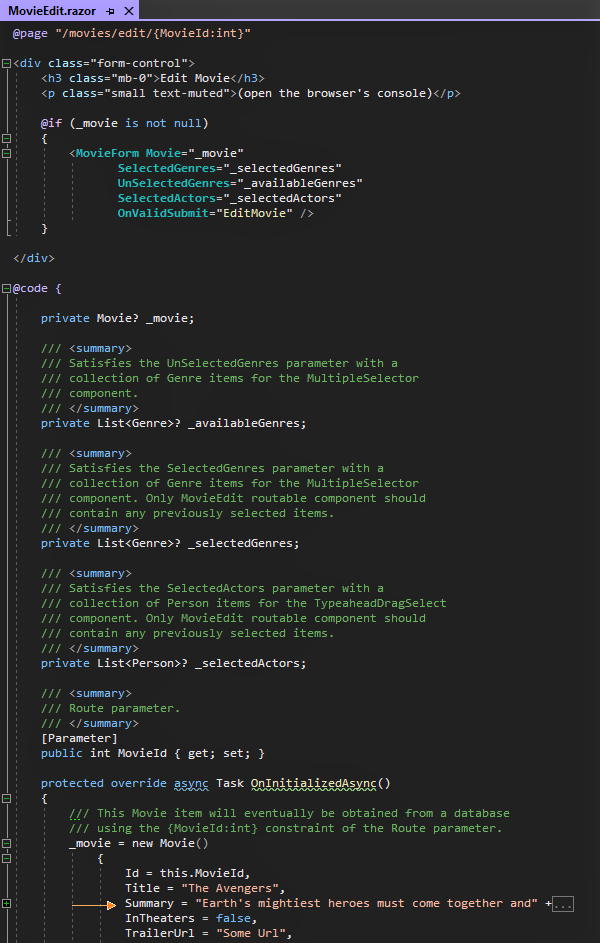 MovieEdit.razor
@page "/movies/edit/{MovieId:int}"
<div class="form-control">
<h3 class="mb-0">Edit Movie</h3>
<p class="small text-muted">(open the browser's console)</p>
@if (_movie is not null)
{
<MovieForm Movie="_movie"
SelectedGenres="_selectedGenres"
UnSelectedGenres="_availableGenres"
SelectedActors="_selectedActors"
OnValidSubmit="EditMovie" />
}
</div>
@code {
private Movie? _movie;
/// <summary>
/// Satisfies the UnSelectedGenres parameter with a
/// collection of Genre items for the MultipleSelector
/// component.
/// </summary>
private List<Genre>? _availableGenres;
/// <summary>
/// Satisfies the SelectedGenres parameter with a
/// collection of Genre items for the MultipleSelector
/// component. Only MovieEdit routable component should
/// contain any previously selected items.
/// </summary>
private List<Genre>? _selectedGenres;
/// <summary>
/// Satisfies the SelectedActors parameter with a
/// collection of Person items for the TypeaheadDragSelect
/// component. Only MovieEdit routable component should
/// contain any previously selected items.
/// </summary>
private List<Person>? _selectedActors;
/// <summary>
/// Route parameter.
/// </summary>
[Parameter]
public int MovieId { get; set; }
protected override async Task OnInitializedAsync()
{
/// This Movie item will eventually be obtained from a database
/// using the {MovieId:int} constraint of the Route parameter.
_movie = new Movie()
{
Id = this.MovieId,
Title = "The Avengers",
Summary = "Earth's mightiest heroes must come together and" +...
InTheaters = false,
TrailerUrl = "Some Url",